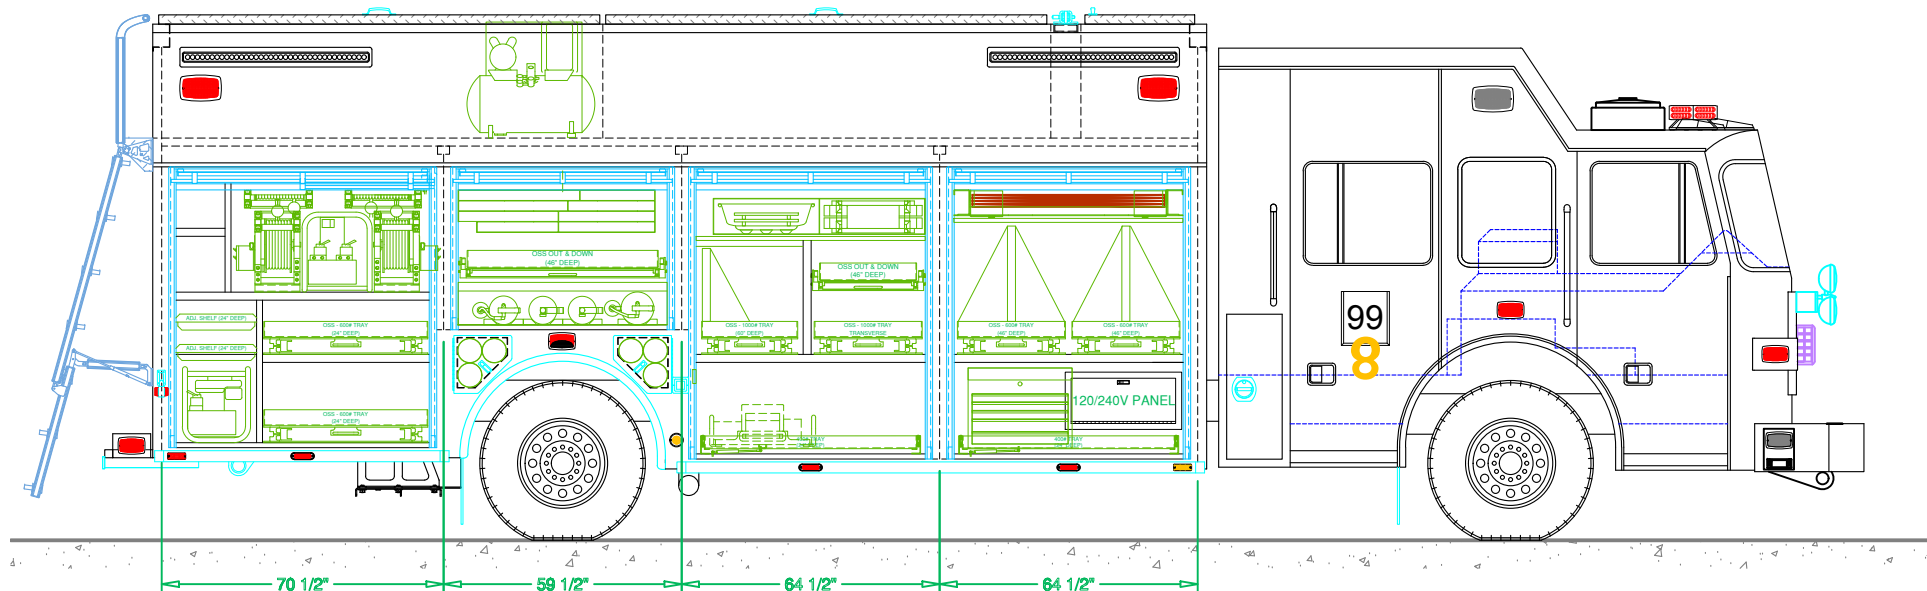 OSS OUT & DOWN
(46" DEEP)
OSS OUT & DOWN
(46" DEEP)
ADJ. SHELF (24" DEEP)
OSS - 600# TRAY
(24" DEEP)
ADJ. SHELF (24" DEEP)
OSS - 1000# TRAY
(60" DEEP)
OSS - 1000# TRAY
TRANSVERSE
OSS - 600# TRAY
(46" DEEP)
OSS - 600# TRAY
(46" DEEP)
99
8
120/240V PANEL
OSS - 600# TRAY
(24" DEEP)
70 1/2"
59 1/2"
64 1/2"
64 1/2"